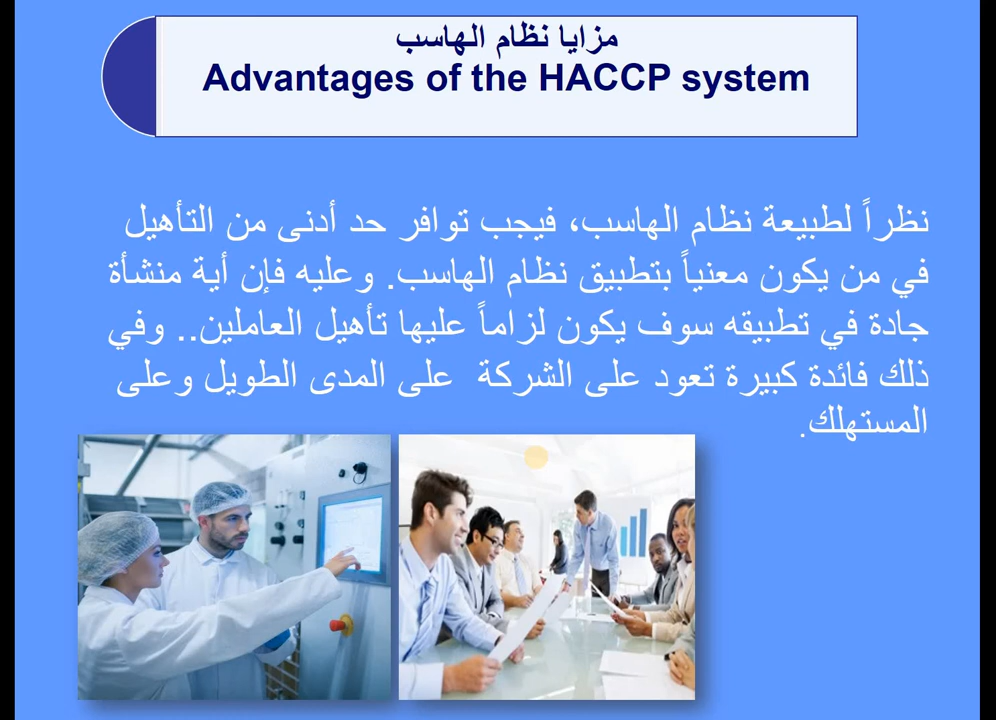 مزايا نظام الهاسب
Advantages of the HACCP system
نظراً لطبيعة نظام الهاسب، فيجب توافر حد أدنى من التأهيل
في من يكون معنياً بتطبيق نظام الهاسب. وعليه فإن أية منشأة
جادة في تطبيقه سوف يكون لزاماً عليها تأهيل العاملين.. وفي
ذلك فائدة كبيرة تعود على الشركة على المدى الطويل وعلى
المستهلك.